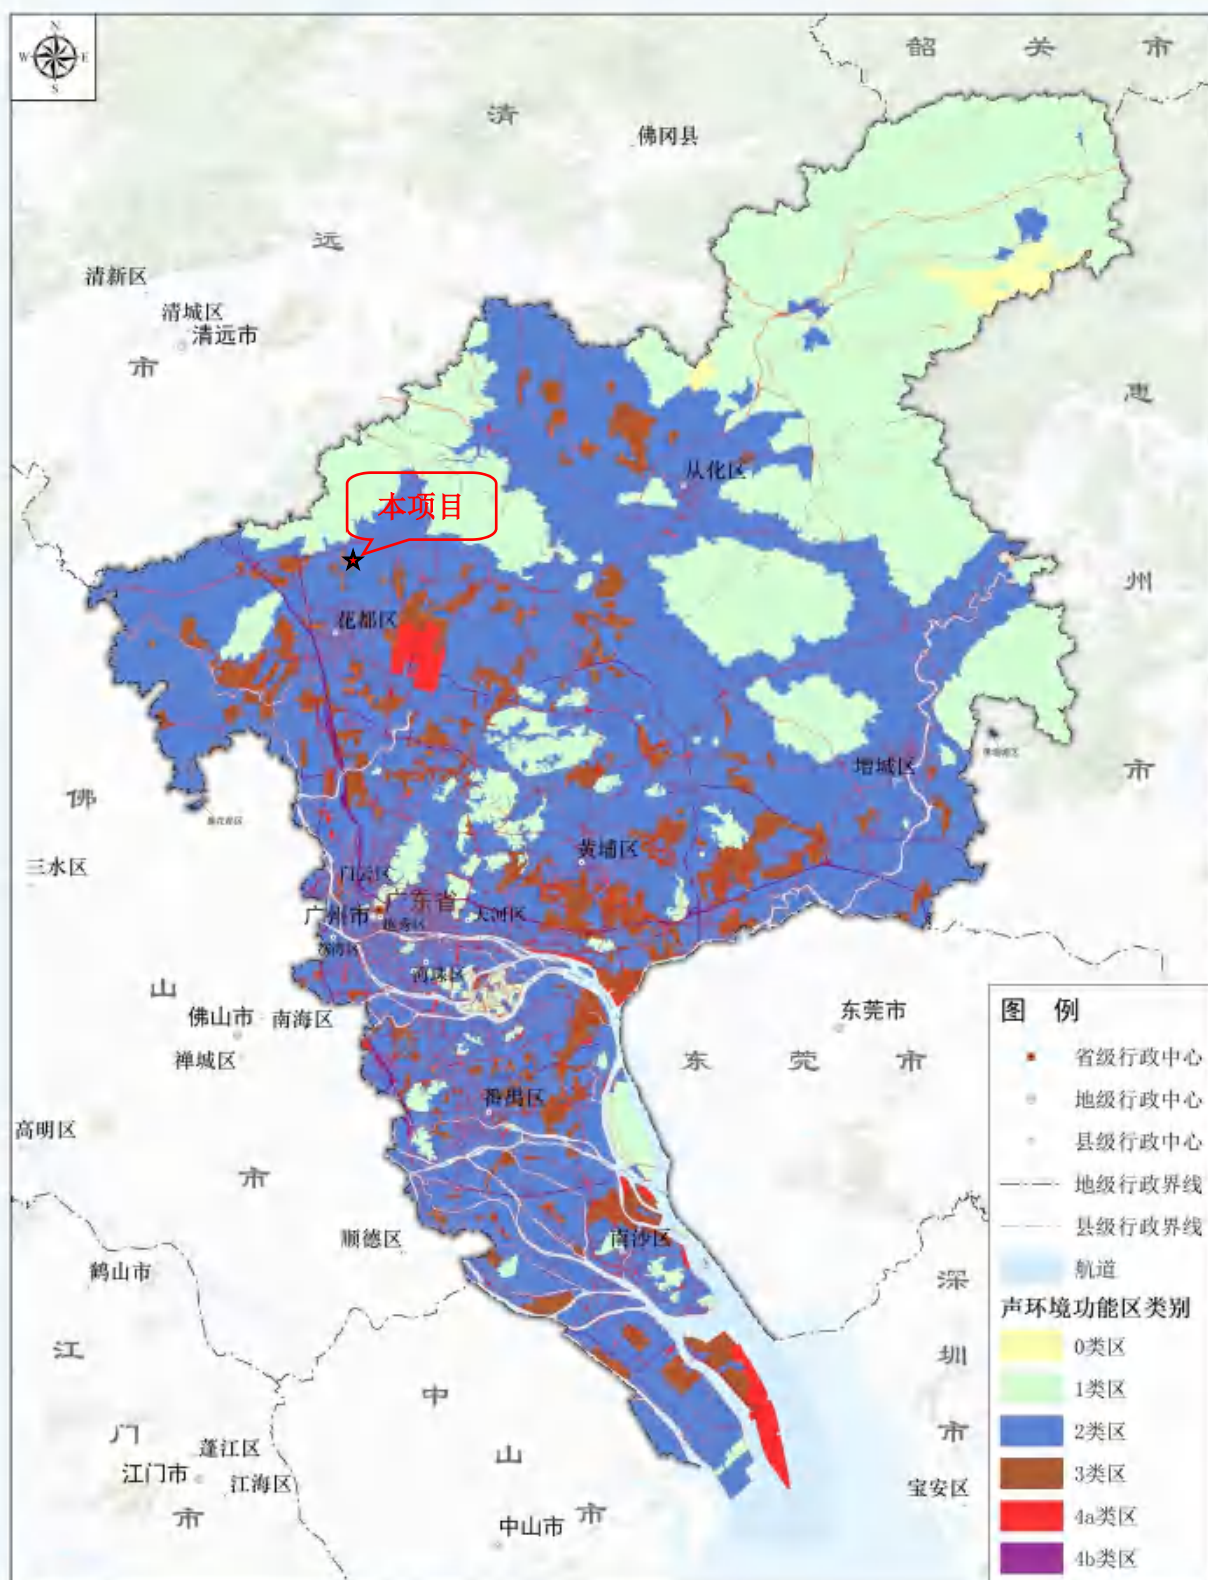 N
W
E
S
韶 关 市
清
佛冈县
远
清新区
清城区
清远市
市
惠
从化区
本项目
州
花都区
增城区
市
佛
三水区
黄埔区
白云区
广东省
广州市
天河区
越秀区
荔湾区
海珠区
山
佛山市
南海区
东莞市
禅城区
东 莞 市
番禺区
高明区
市
南沙区
顺德区
鹤山市
深
江
圳
中
门
蓬江区
山
市
江门市
江海区
宝安区
市
市
中山市
图 例
省级行政中心
地级行政中心
县级行政中心
地级行政界线
县级行政界线
航道
声环境功能区类别
0类区
1类区
2类区
3类区
4a类区
4b类区